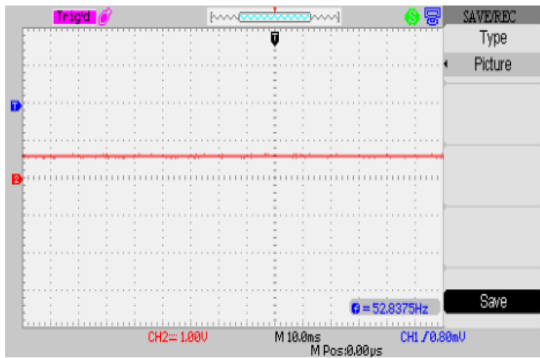 Trig'd SAVE/REC
T Type
Picture
T
2
f = 52.8375Hz Save
CH2 1.00V M 10.0ms CH1 / 0.80mV
M Pos:0.00µs